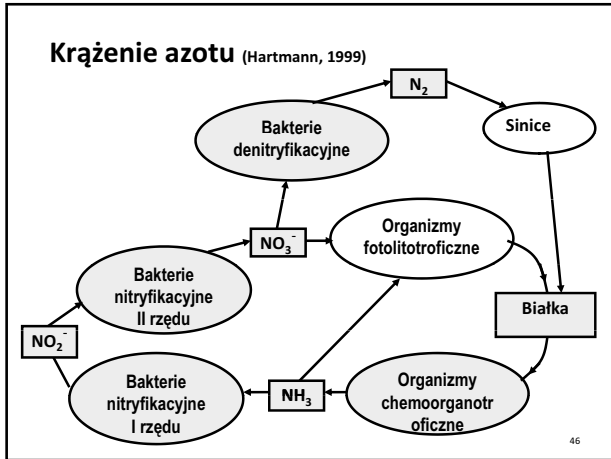 Krążenie azotu (Hartmann, 1999)
N₂
Bakterie
denitryfikacyjne
Sinice
NO₃⁻
Organizmy
fotolitotroficzne
Bakterie
nitryfikacyjne
II rzędu
Białka
NO₂⁻
Bakterie
nitryfikacyjne
I rzędu
NH₃
Organizmy
chemoorganotr
oficzne
46